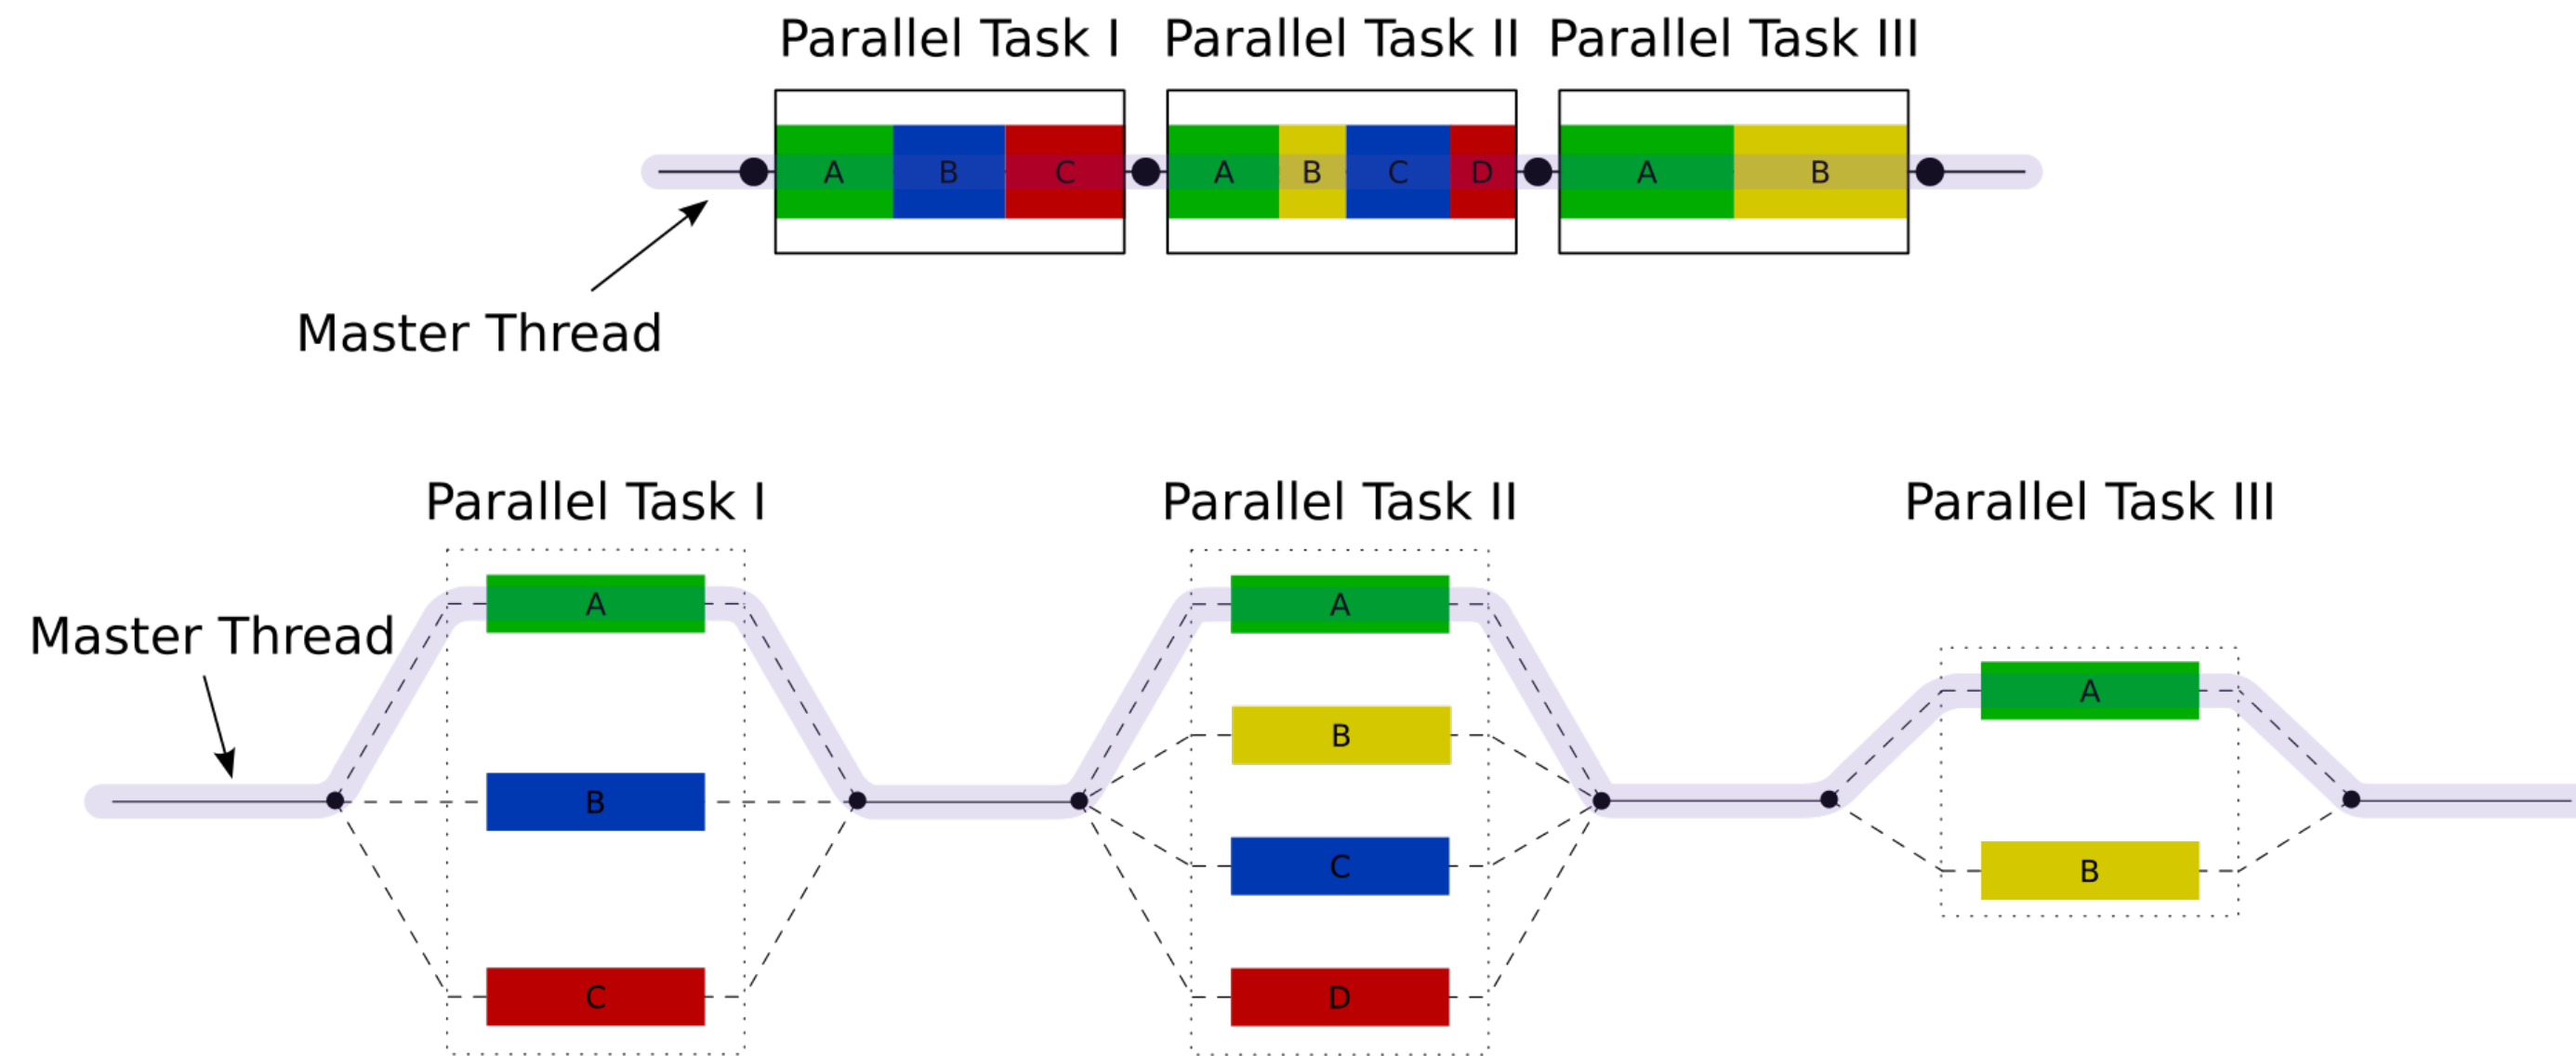 Parallel Task I Parallel Task II Parallel Task III
A B C A B C D A B
Master Thread
Parallel Task I Parallel Task II Parallel Task III
A A
Master Thread
A
B
B
C
B
C D